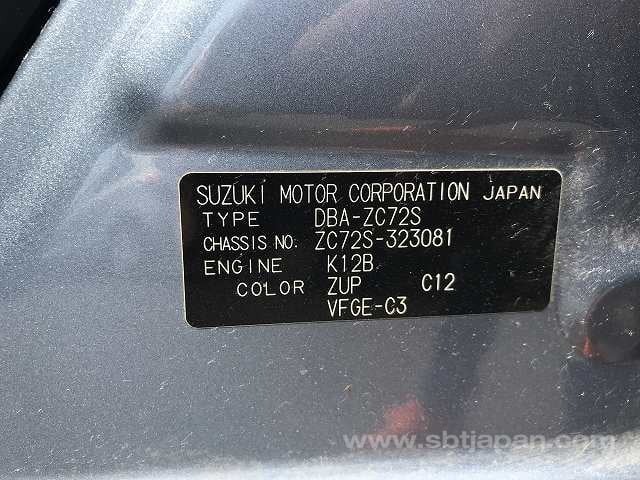 SUZUKI MOTOR CORPORATION JAPAN
TYPE DBA-ZC72S
CHASSIS NO. ZC72S-323081
ENGINE K12B
COLOR ZUP C12
VFGE-C3
www.sbtjapan.com